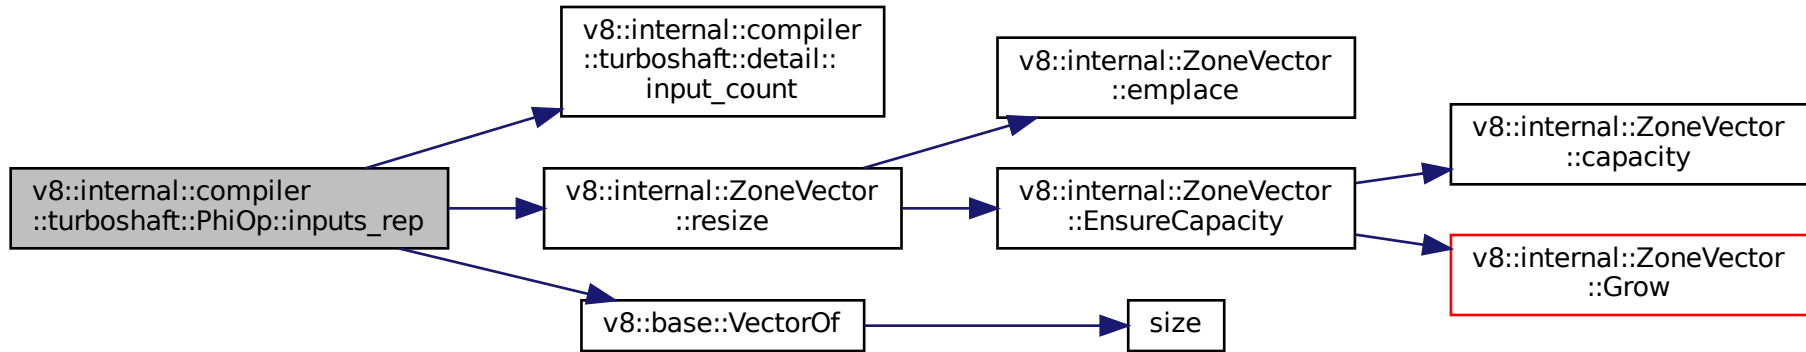 v8::internal::compiler
::turboshaft::PhiOp::inputs_rep
v8::internal::compiler
::turboshaft::detail::
input_count
v8::internal::ZoneVector
::resize
v8::internal::ZoneVector
::emplace
v8::internal::ZoneVector
::EnsureCapacity
v8::internal::ZoneVector
::capacity
v8::internal::ZoneVector
::Grow
v8::base::VectorOf
size